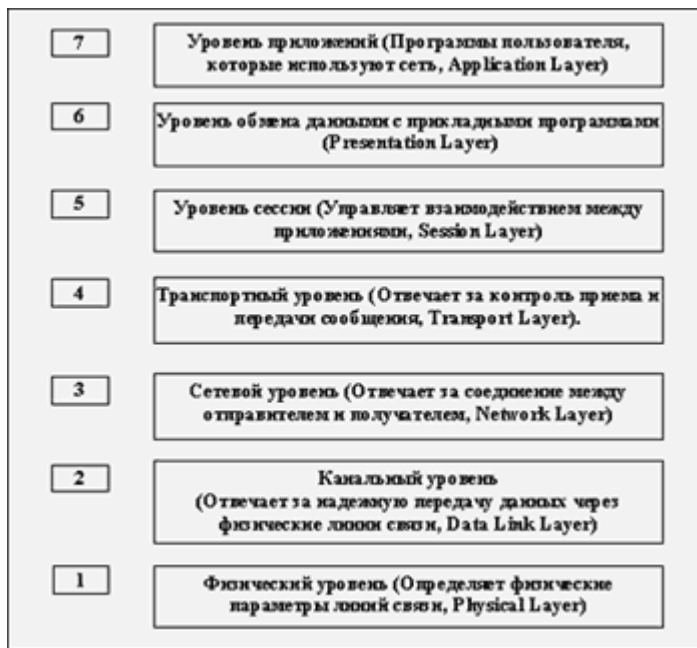 7
Уровень приложений (Программы пользователя,
которые используют сеть, Application Layer)
6
Уровень обмена данными с прикладными программами
(Presentation Layer)
5
Уровень сессии (Управляет взаимодействием между
приложениями, Session Layer)
4
Транспортный уровень (Отвечает за контроль приема и
передачи сообщения, Transport Layer).
3
Сетевой уровень (Отвечает за соединение между
отправителем и получателем, Network Layer)
2
Канальный уровень
(Отвечает за надежную передачу данных через
физические линии связи, Data Link Layer)
1
Физический уровень (Определяет физические
параметры линий связи, Physical Layer)